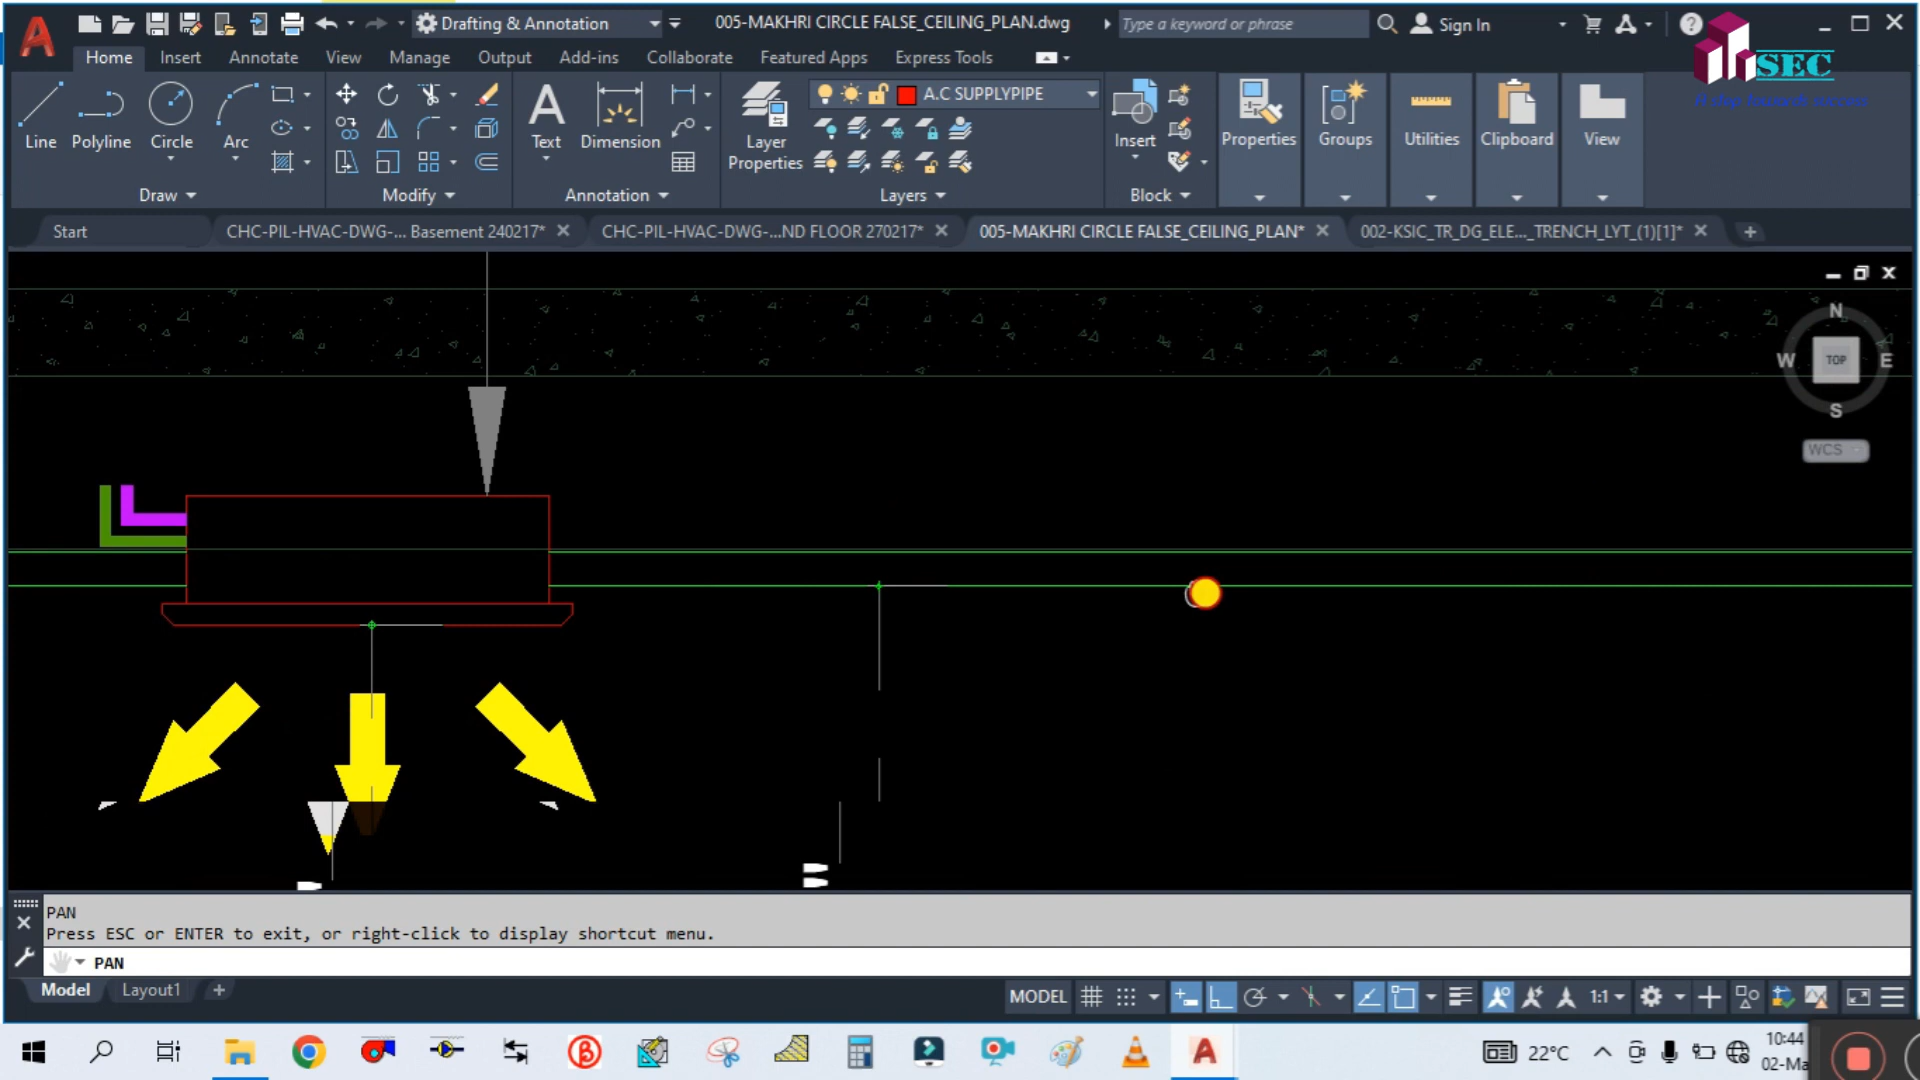 Drafting & Annotation
005-MAKHRI CIRCLE FALSE_CEILING_PLAN.dwg
Type a keyword or phrase
Sign In
SEC
A step towards success
Home
Insert
Annotate
View
Manage
Output
Add-ins
Collaborate
Featured Apps
Express Tools
A.C SUPPLYPIPE
Line
Polyline
Circle
Arc
Text
Dimension
Layer
Properties
Insert
Properties
Groups
Utilities
Clipboard
View
Draw
Modify
Annotation
Layers
Block
Start
CHC-PIL-HVAC-DWG-... Basement 240217*
CHC-PIL-HVAC-DWG-...ND FLOOR 270217*
005-MAKHRI CIRCLE FALSE_CEILING_PLAN*
002-KSIC_TR_DG_ELE..._TRENCH_LYT_(1)[1]*
N
W
TOP
E
S
WCS
PAN
Press ESC or ENTER to exit, or right-click to display shortcut menu.
PAN
Model
Layout1
MODEL
1:1
22°C
10:44
02-Ma